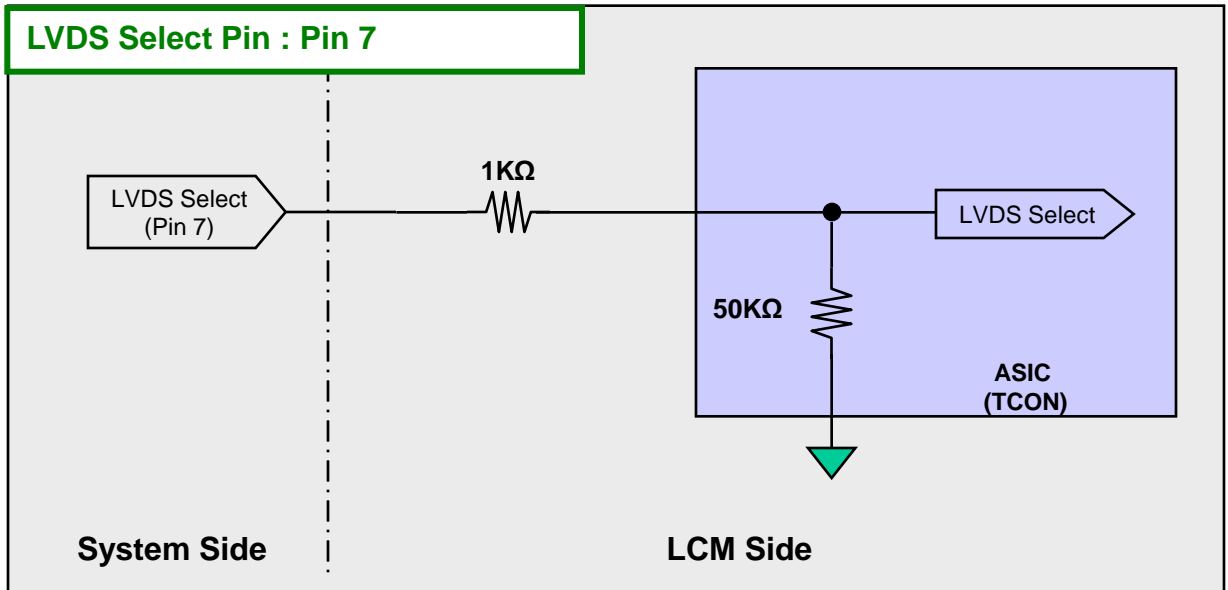 LVDS Select Pin : Pin 7
LVDS Select
(Pin 7)
1KΩ
LVDS Select
50KΩ
ASIC
(TCON)
System Side
LCM Side